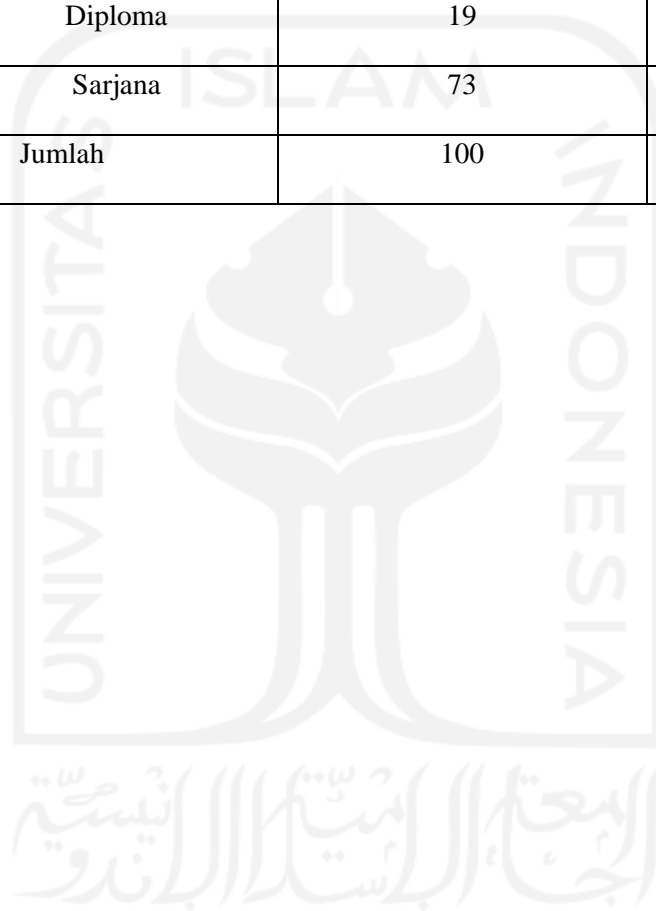 Diploma 19
Sarjana 73
Jumlah 100
ISLAM
UNIVERSITAS
INDONESIA